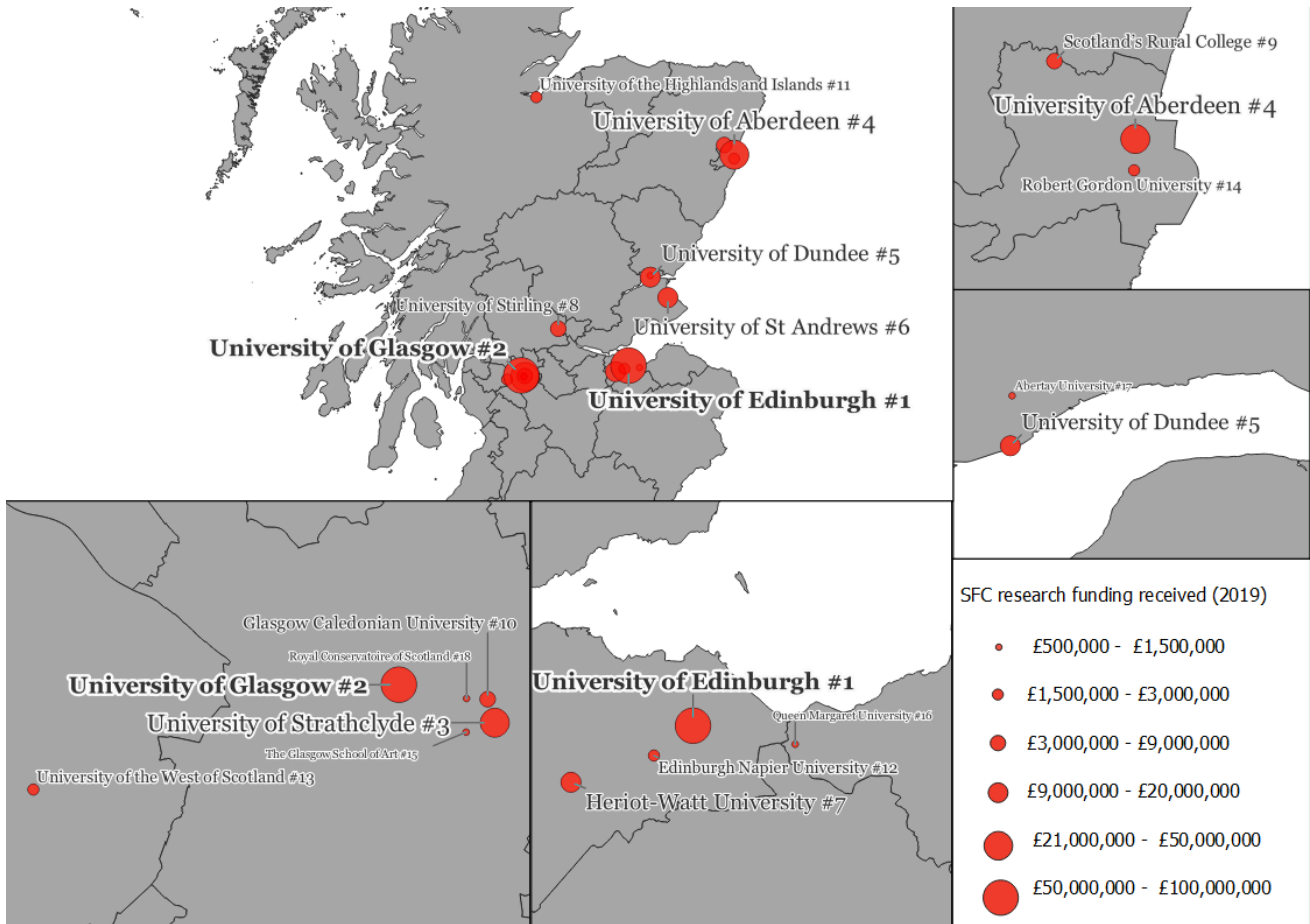 University of the Highlands and Islands #11
University of Aberdeen #4
University of Dundee #5
University of Stirling #8
University of St Andrews #6
University of Glasgow #2
University of Edinburgh #1
Scotland's Rural College #9
University of Aberdeen #4
Robert Gordon University #14
Abertay University #17
University of Dundee #5
Glasgow Caledonian University #10
Royal Conservatoire of Scotland #18
University of Glasgow #2
University of Strathclyde #3
The Glasgow School of Art #15
University of the West of Scotland #13
University of Edinburgh #1
Queen Margaret University #16
Edinburgh Napier University #12
Heriot-Watt University #7
SFC research funding received (2019)
£500,000 - £1,500,000
£1,500,000 - £3,000,000
£3,000,000 - £9,000,000
£9,000,000 - £20,000,000
£21,000,000 - £50,000,000
£50,000,000 - £100,000,000